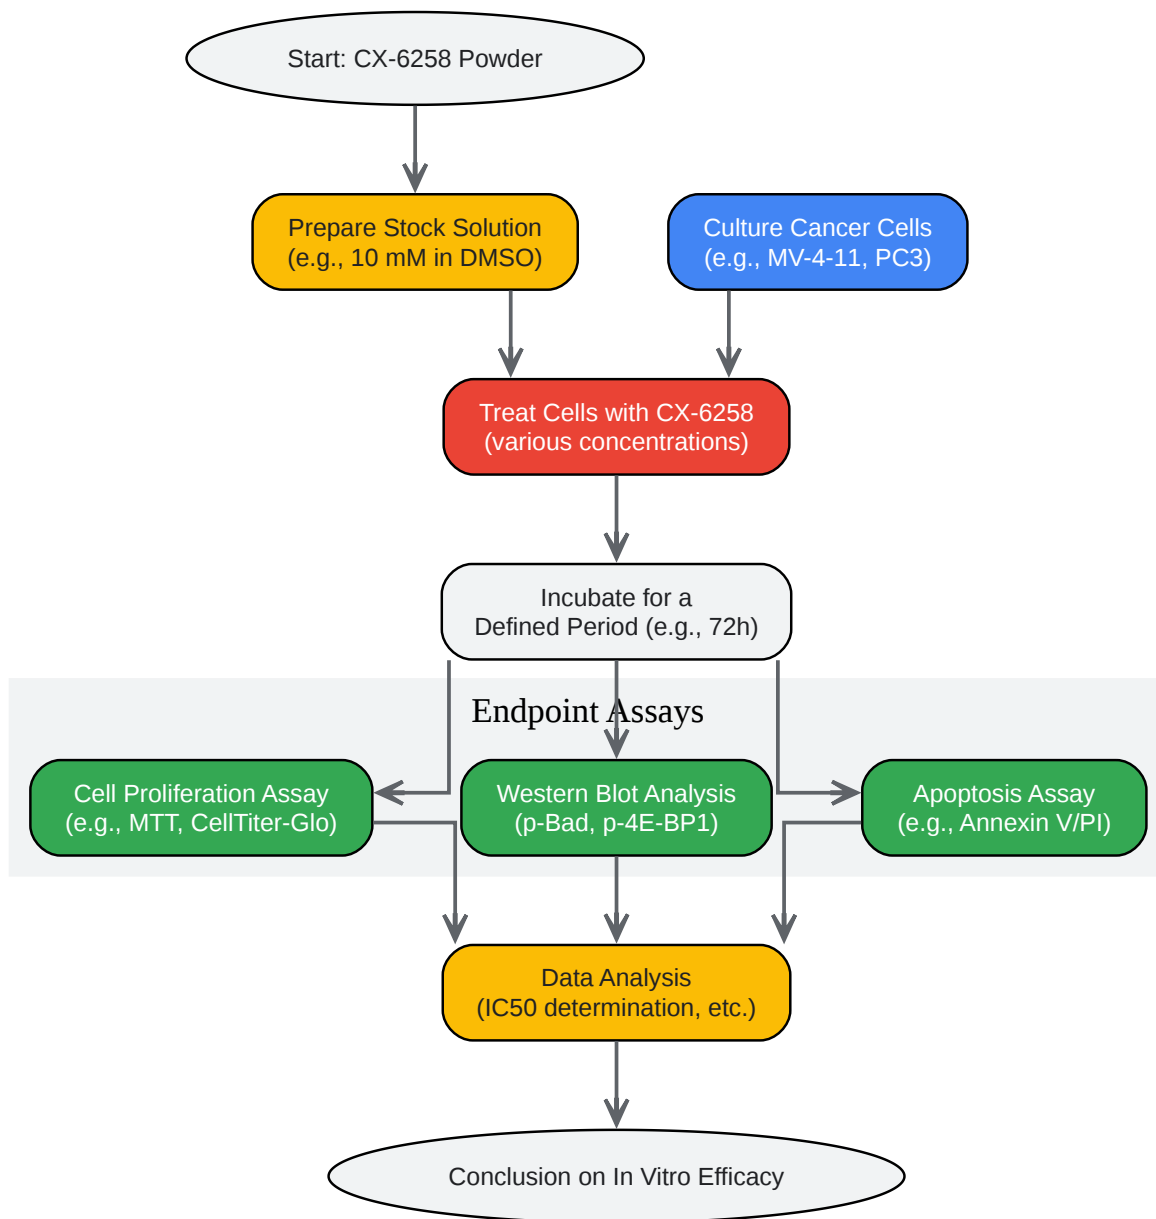 Start: CX-6258 Powder
Prepare Stock Solution
(e.g., 10 mM in DMSO)
Culture Cancer Cells
(e.g., MV-4-11, PC3)
Treat Cells with CX-6258
(various concentrations)
Incubate for a
Defined Period (e.g., 72h)
Endpoint Assays
Cell Proliferation Assay
(e.g., MTT, CellTiter-Glo)
Western Blot Analysis
(p-Bad, p-4E-BP1)
Apoptosis Assay
(e.g., Annexin V/PI)
Data Analysis
(IC50 determination, etc.)
Conclusion on In Vitro Efficacy